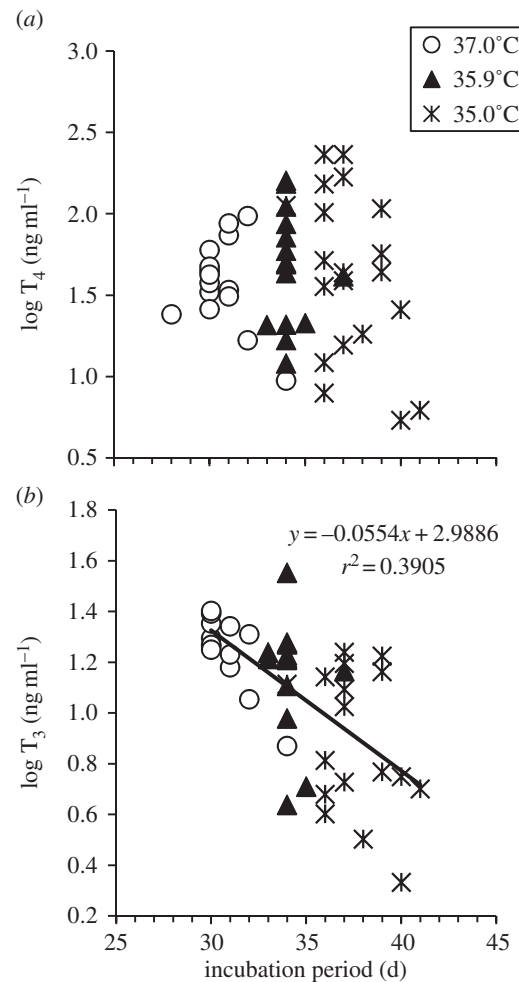 (a)
3.0
2.5
2.0
1.5
1.0
0.5
log T₄ (ng ml⁻¹)
37.0°C
35.9°C
35.0°C
(b)
1.8
1.6
1.4
1.2
1.0
0.8
0.6
0.4
0.2
log T₃ (ng ml⁻¹)
y = –0.0554x + 2.9886
r² = 0.3905
25 30 35 40 45
incubation period (d)